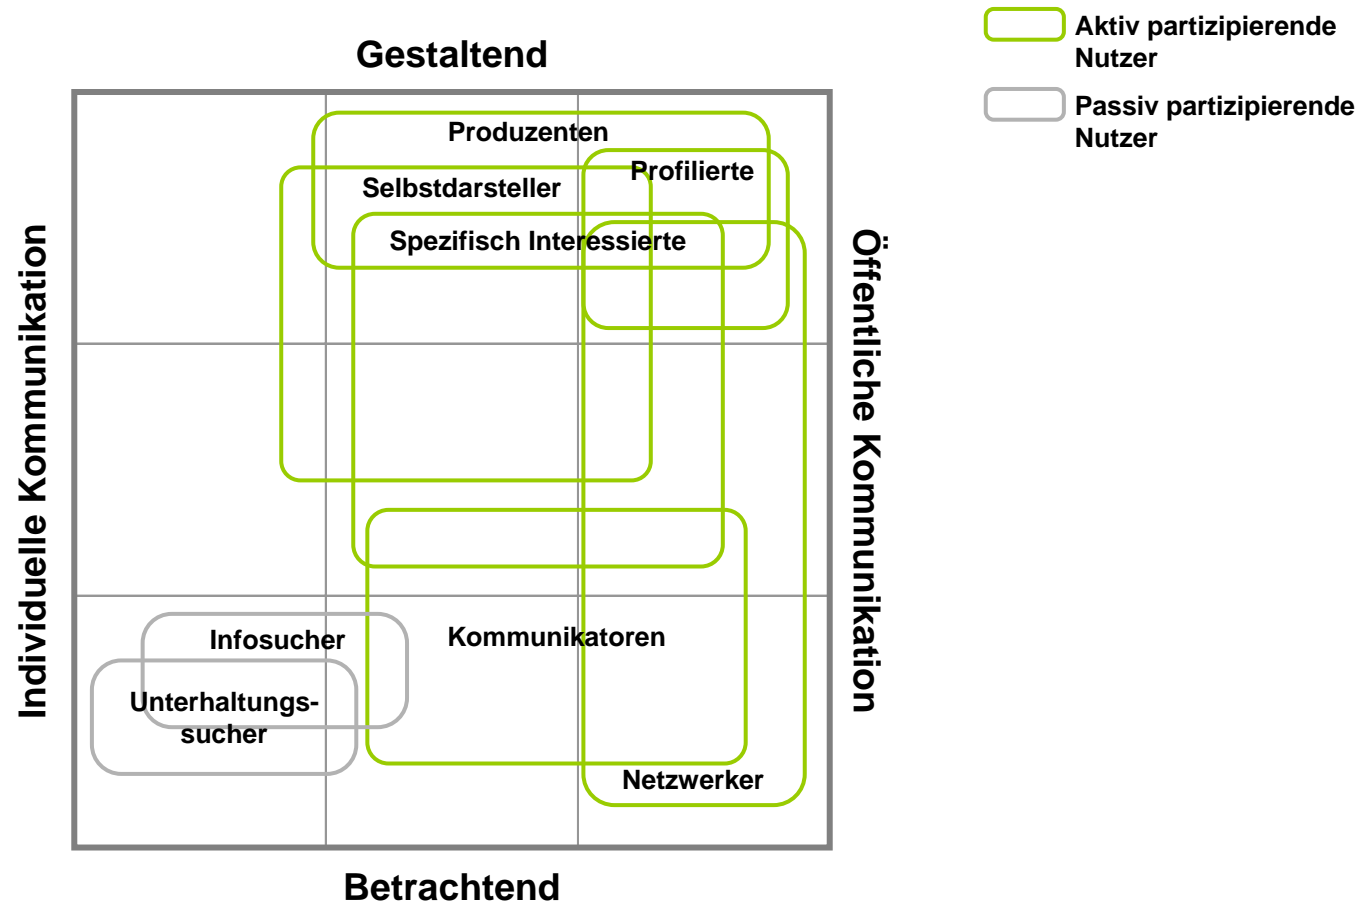 Gestaltend
Aktiv partizipierende
Nutzer
Passiv partizipierende
Nutzer
Individuelle Kommunikation
Öffentliche Kommunikation
Produzenten
Profilierte
Selbstdarsteller
Spezifisch Interessierte
Infosucher
Kommunikatoren
Unterhaltungs-
sucher
Netzwerker
Betrachtend